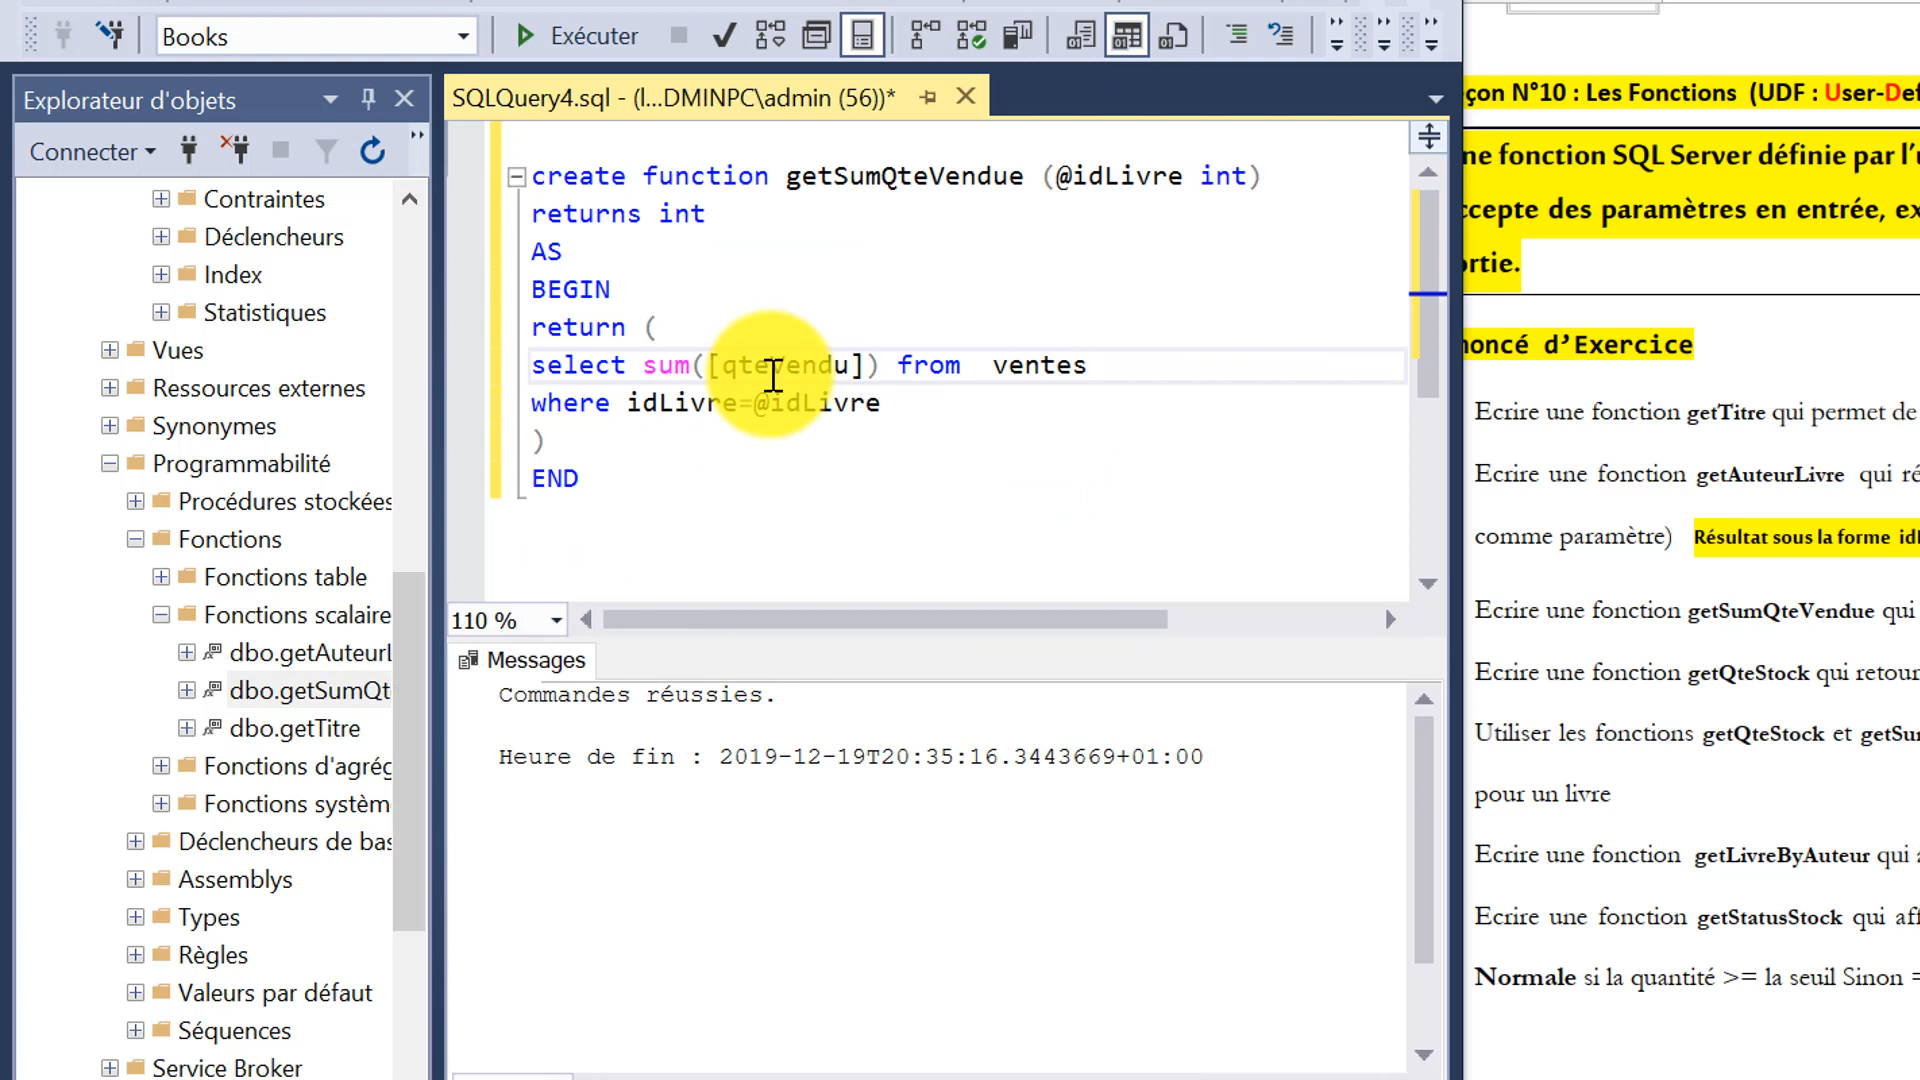 Books
Exécuter
Explorateur d'objets
Connecter
Contraintes
Déclencheurs
Index
Statistiques
Vues
Ressources externes
Synonymes
Programmabilité
Procédures stockées
Fonctions
Fonctions table
Fonctions scalaire
dbo.getAuteurL
dbo.getSumQt
dbo.getTitre
Fonctions d'agrég
Fonctions systèm
Déclencheurs de bas
Assemblys
Types
Règles
Valeurs par défaut
Séquences
Service Broker
SQLQuery4.sql - (l...DMINPC\admin (56))*
create function getSumQteVendue (@idLivre int)
returns int
AS
BEGIN
return (
select sum([qteVendu]) from  ventes
where idLivre=@idLivre
)
END
110 %
Messages
Commandes réussies.
Heure de fin : 2019-12-19T20:35:16.3443669+01:00
eçon N°10 : Les Fonctions (UDF : User-Def
ne fonction SQL Server définie par l'u
ccepte des paramètres en entrée, ex
ortie.
noncé d'Exercice
Ecrire une fonction getTitre qui permet de
Ecrire une fonction getAuteurLivre qui ré
comme paramètre) Résultat sous la forme idL
Ecrire une fonction getSumQteVendue qui
Ecrire une fonction getQteStock qui retour
Utiliser les fonctions getQteStock et getSur
pour un livre
Ecrire une fonction getLivreByAuteur qui a
Ecrire une fonction getStatusStock qui aff
Normale si la quantité >= la seuil Sinon =